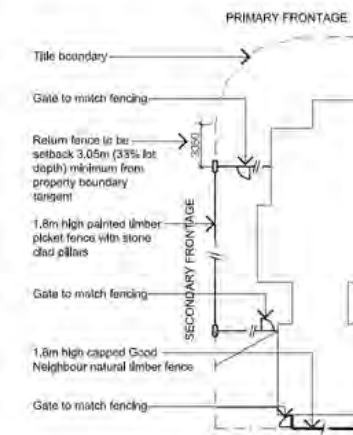 PRIMARY FRONTAGE
Title boundary
Gate to match fencing
Return fence to be
setback 3.05m (33% lot
depth) minimum from
property boundary
tangent
3050
1.8m high painted timber
picket fence with stone
clad pillars
SECONDARY FRONTAGE
Gate to match fencing
1.8m high capped Good
Neighbour natural timber fence
Gate to match fencing